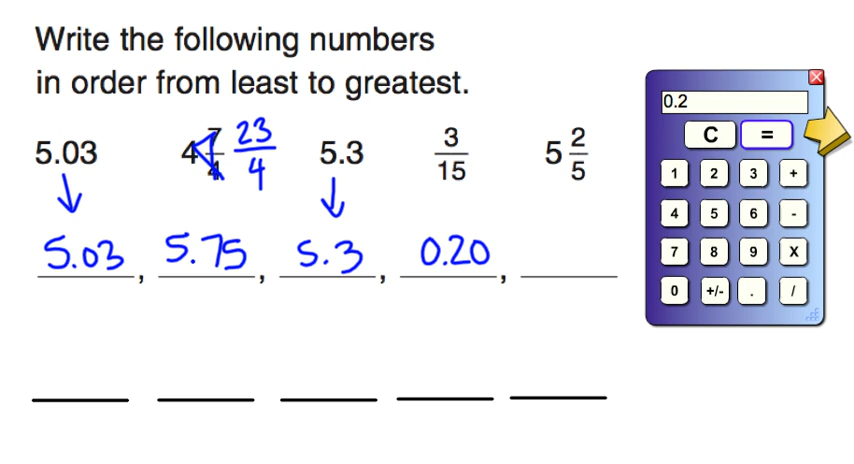 Write the following numbers
in order from least to greatest.
5.03 4 7/4 23/4 5.3 3/15 5 2/5
5.03, 5.75, 5.3, 0.20,
0.2
C =
1 2 3 +
4 5 6 -
7 8 9 X
0 +/- . /